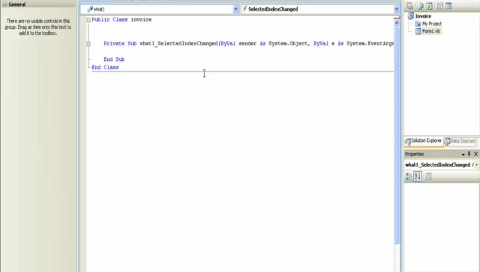 General
There are no usable controls in this
group. Drag an item onto this text to
add it to the toolbox.
what1
SelectedIndexChanged
Public Class invoice
Private Sub what1_SelectedIndexChanged(ByVal sender As System.Object, ByVal e As System.EventArgs
End Sub
End Class
Invoice
My Project
Form1.vb
Solution Explorer
Data Sources
Properties
what1_SelectedIndexChanged